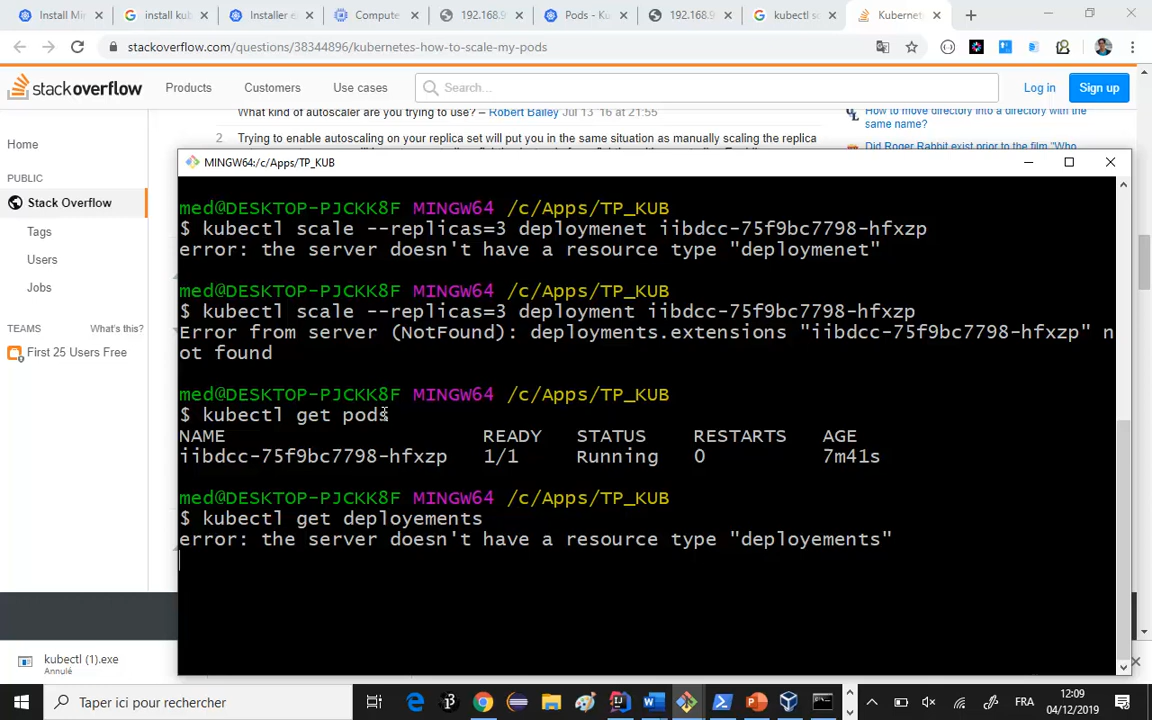 Install Mi
install kub
Installer e
Compute
192.168.9
Pods - Ku
192.168.9
kubectl sc
Kubernet
stackoverflow.com/questions/38344896/kubernetes-how-to-scale-my-pods
stackoverflow
Products
Customers
Use cases
Search...
Log in
Sign up
What kind of autoscaler are you trying to use? – Robert Bailey Jul 13 '16 at 21:55
2 Trying to enable autoscaling on your replica set will put you in the same situation as manually scaling the replica
How to move directory into a directory with the
same name?
Did Roger Rabbit exist prior to the film "Who
Home
PUBLIC
Stack Overflow
Tags
Users
Jobs
TEAMS What's this?
First 25 Users Free
MINGW64:/c/Apps/TP_KUB
med@DESKTOP-PJCKK8F MINGW64 /c/Apps/TP_KUB
$ kubectl scale --replicas=3 deploymenet iibdcc-75f9bc7798-hfxzp
error: the server doesn't have a resource type "deploymenet"
med@DESKTOP-PJCKK8F MINGW64 /c/Apps/TP_KUB
$ kubectl scale --replicas=3 deployment iibdcc-75f9bc7798-hfxzp
Error from server (NotFound): deployments.extensions "iibdcc-75f9bc7798-hfxzp" n
ot found
med@DESKTOP-PJCKK8F MINGW64 /c/Apps/TP_KUB
$ kubectl get pods
NAME READY STATUS RESTARTS AGE
iibdcc-75f9bc7798-hfxzp 1/1 Running 0 7m41s
med@DESKTOP-PJCKK8F MINGW64 /c/Apps/TP_KUB
$ kubectl get deployements
error: the server doesn't have a resource type "deployements"
kubectl (1).exe
Annulé
Taper ici pour rechercher
FRA
12:09
04/12/2019